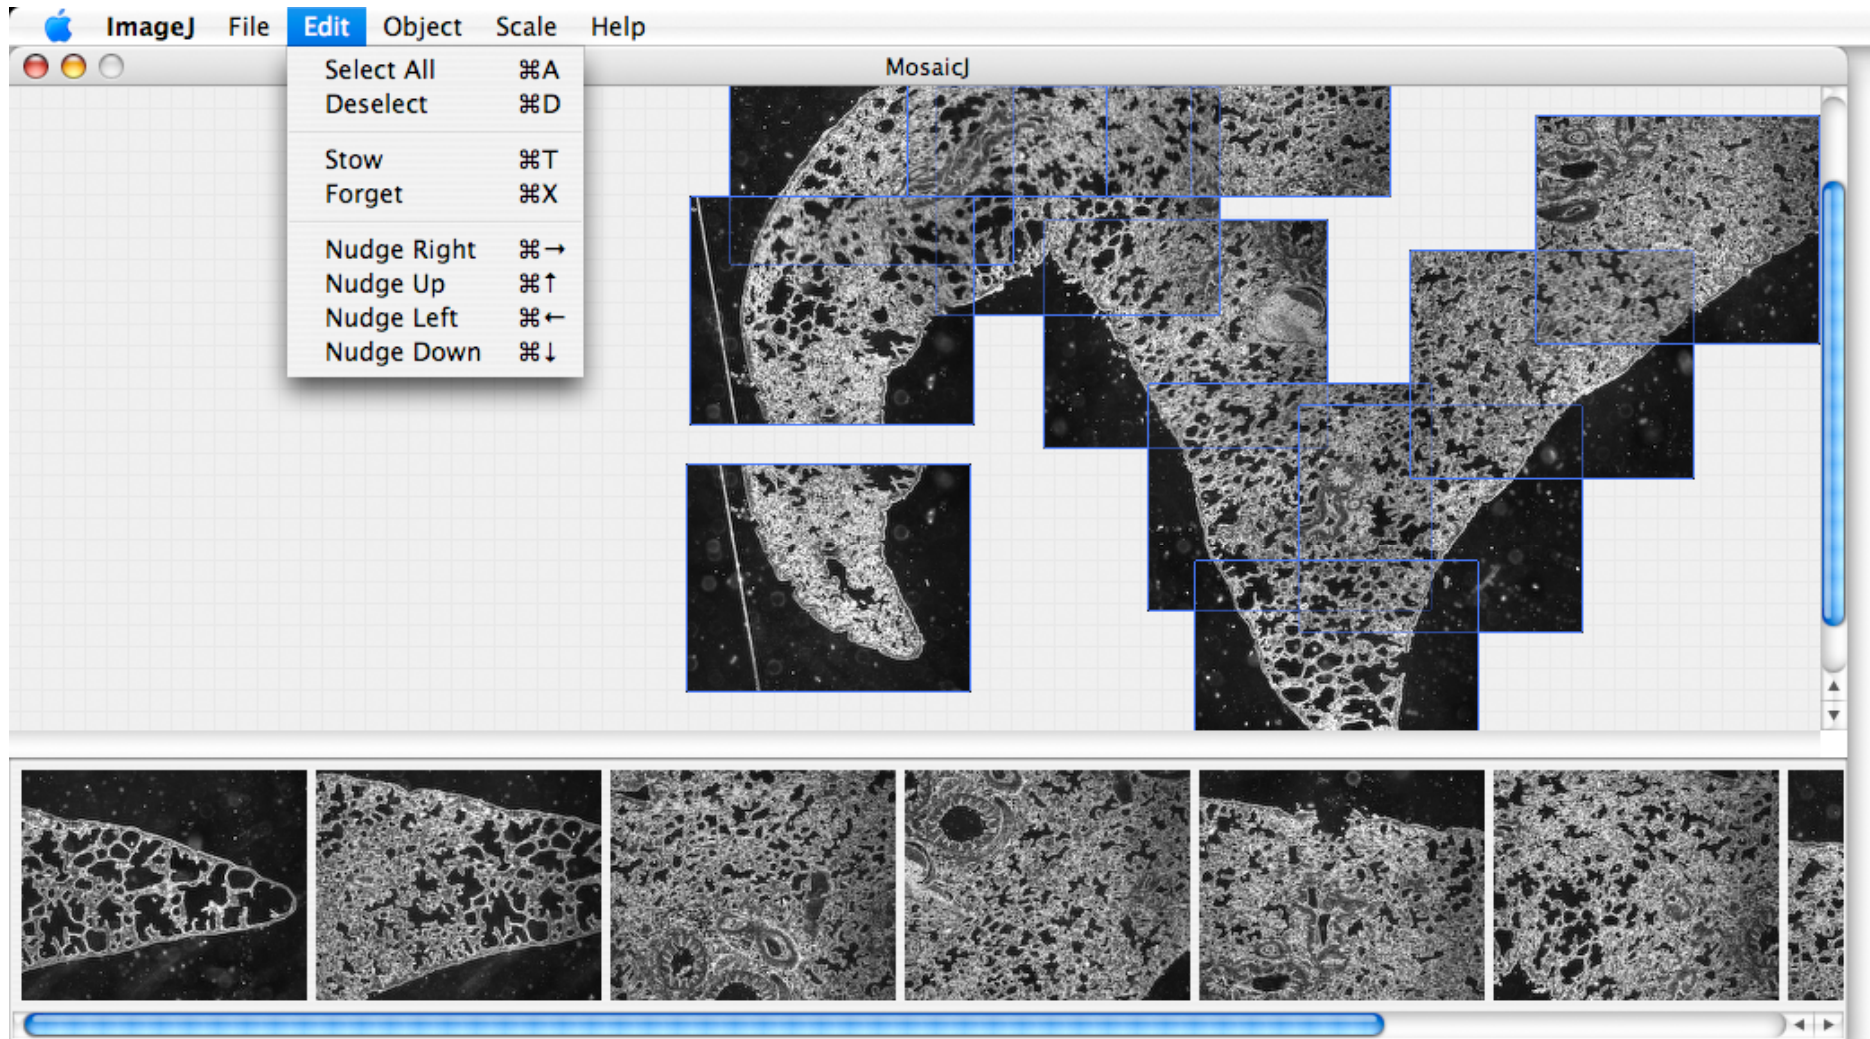 ImageJ File Edit Object Scale Help
MosaicJ
Select All ⌘A
Deselect ⌘D
Stow ⌘T
Forget ⌘X
Nudge Right ⌘→
Nudge Up ⌘↑
Nudge Left ⌘←
Nudge Down ⌘↓